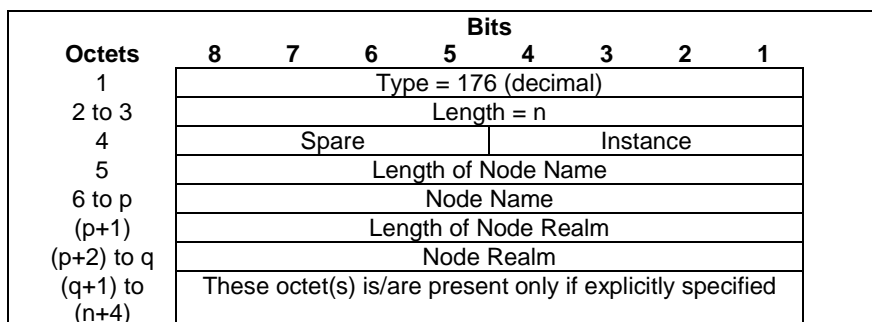 Bits
Octets 8 7 6 5 4 3 2 1
1 Type = 176 (decimal)
2 to 3 Length = n
4 Spare Instance
5 Length of Node Name
6 to p Node Name
(p+1) Length of Node Realm
(p+2) to q Node Realm
(q+1) to These octet(s) is/are present only if explicitly specified
(n+4)